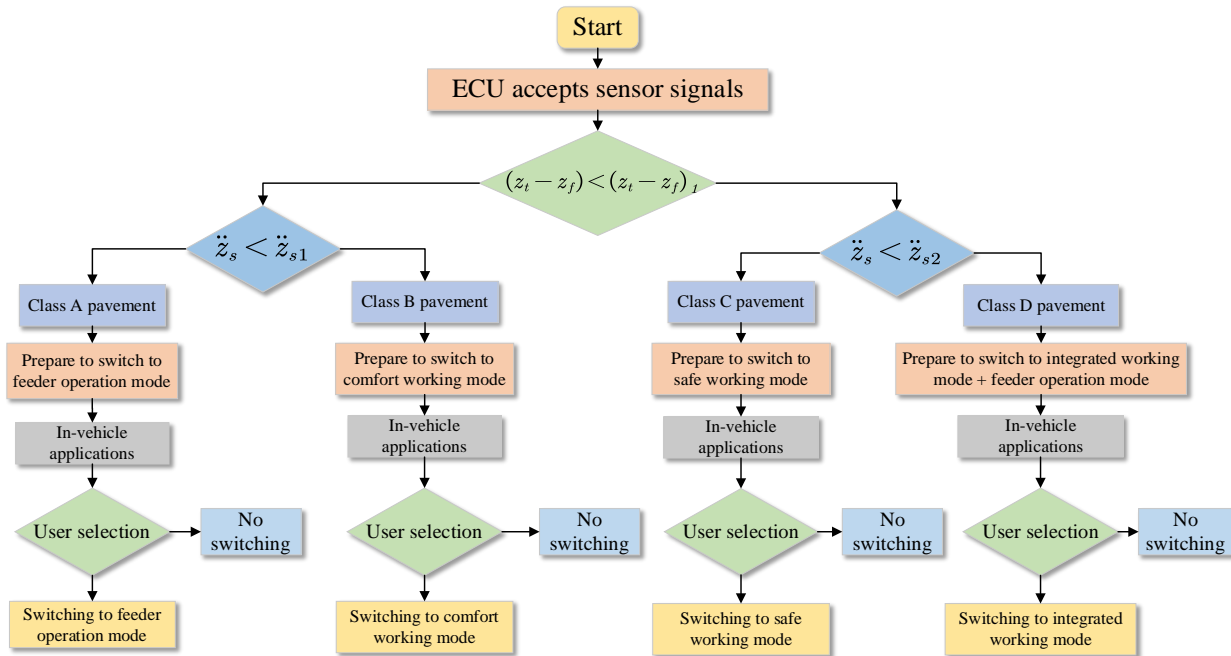 Start
ECU accepts sensor signals
(z_t − z_f) < (z_t − z_f)_1
z̈_s < z̈_{s1}
z̈_s < z̈_{s2}
Class A pavement
Class B pavement
Class C pavement
Class D pavement
Prepare to switch to
feeder operation mode
Prepare to switch to
comfort working mode
Prepare to switch to
safe working mode
Prepare to switch to integrated working
mode + feeder operation mode
In-vehicle
applications
In-vehicle
applications
In-vehicle
applications
In-vehicle
applications
User selection
No
switching
User selection
No
switching
User selection
No
switching
User selection
No
switching
Switching to feeder
operation mode
Switching to comfort
working mode
Switching to safe
working mode
Switching to integrated
working mode